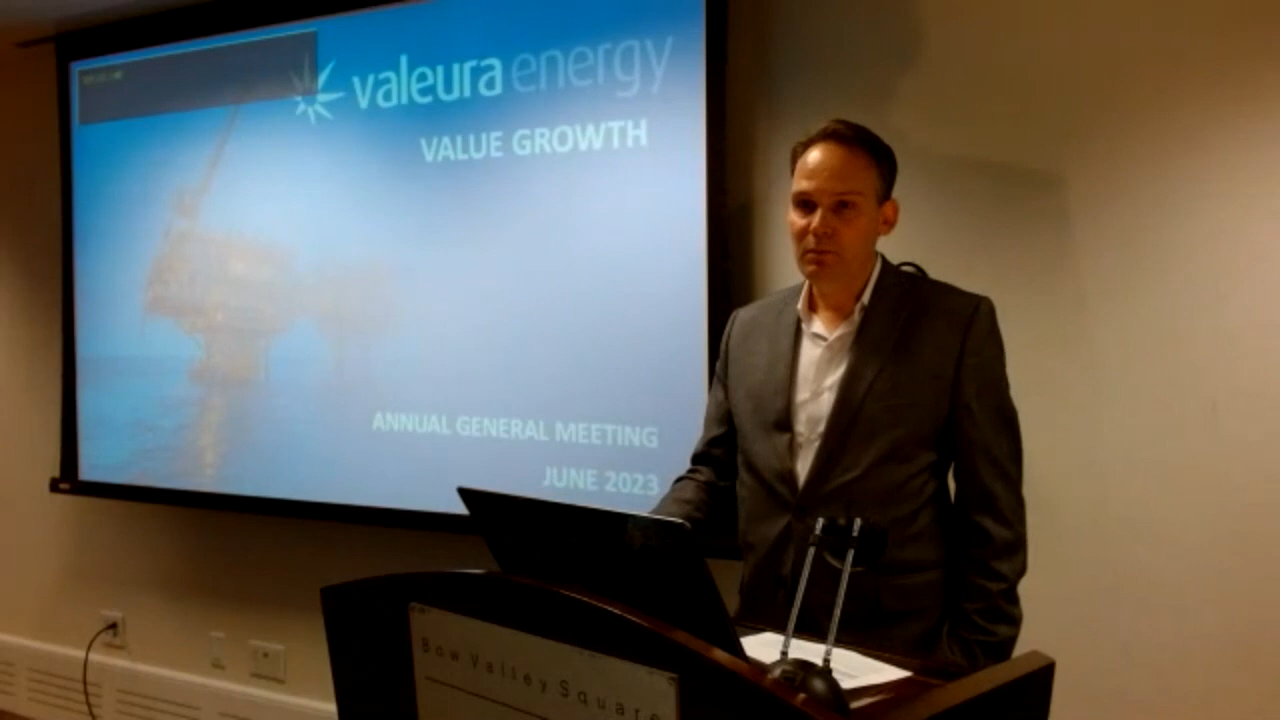 valeura energy
VALUE GROWTH
ANNUAL GENERAL MEETING
JUNE 2023
Bow Valley Square